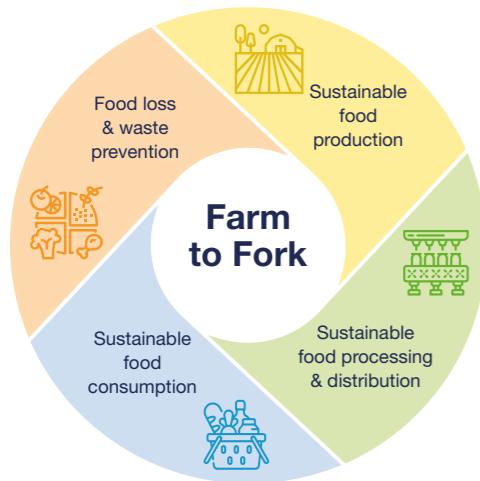 Farm
to Fork
Sustainable
food
production
Sustainable
food processing
& distribution
Sustainable
food
consumption
Food loss
& waste
prevention